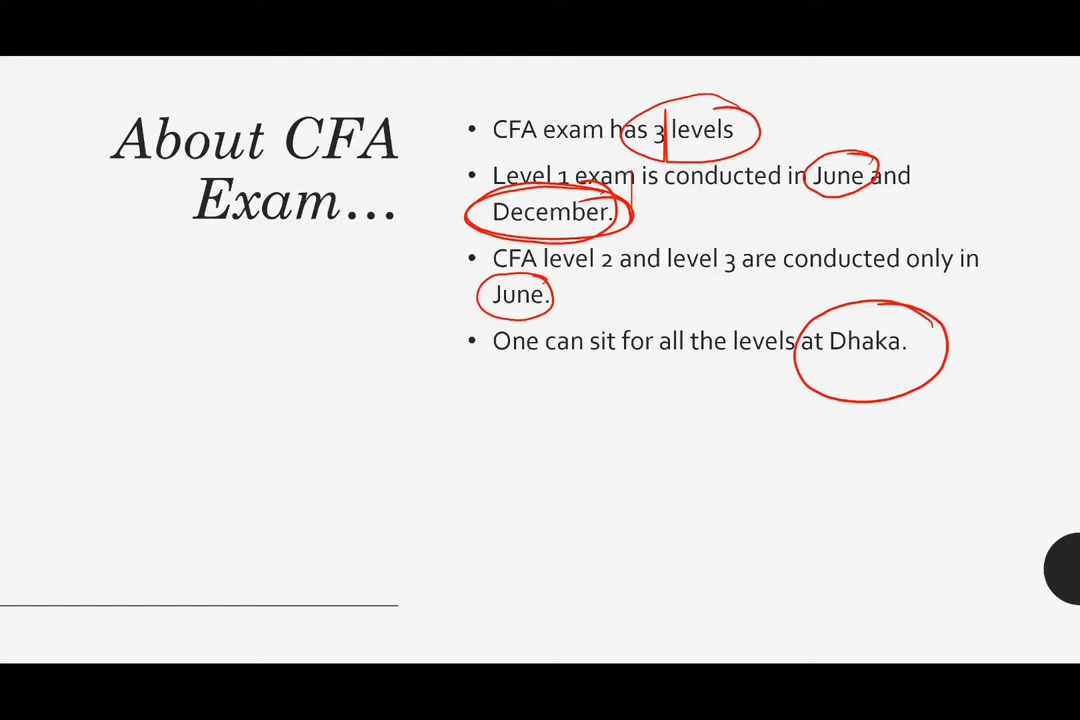 About CFA
Exam...
• CFA exam has 3 levels
• Level 1 exam is conducted in June and
December.
• CFA level 2 and level 3 are conducted only in
June.
• One can sit for all the levels at Dhaka.